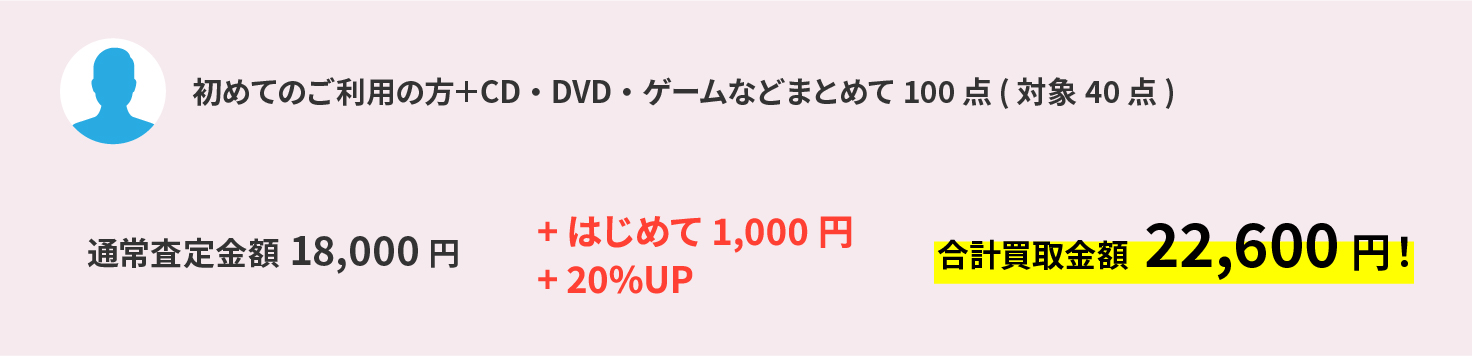 初めてのご利用の方＋CD・DVD・ゲームなどまとめて 100 点 ( 対象 40 点 )
通常査定金額 18,000 円
+ はじめて 1,000 円
+ 20%UP
合計買取金額 22,600 円！